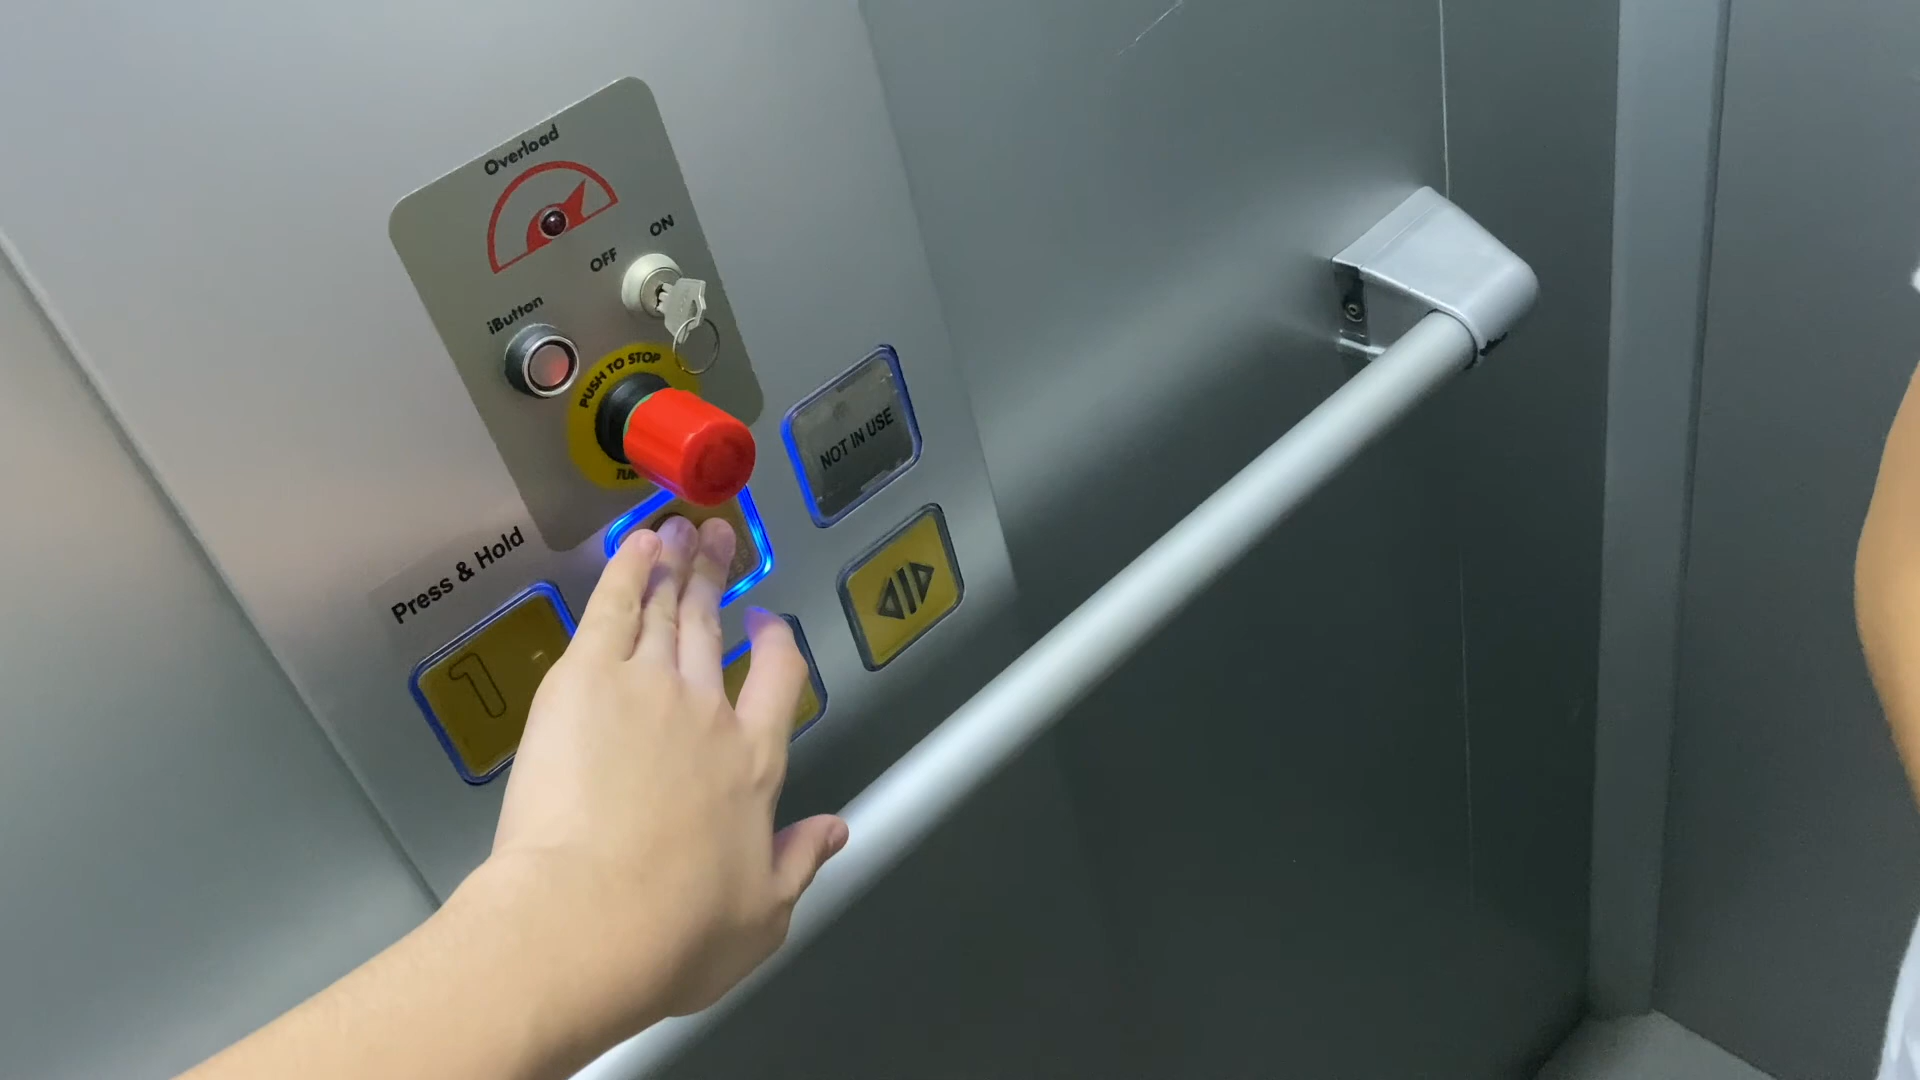 Overload
ON
OFF
iButton
PUSH TO STOP
NOT IN USE
Press & Hold
1